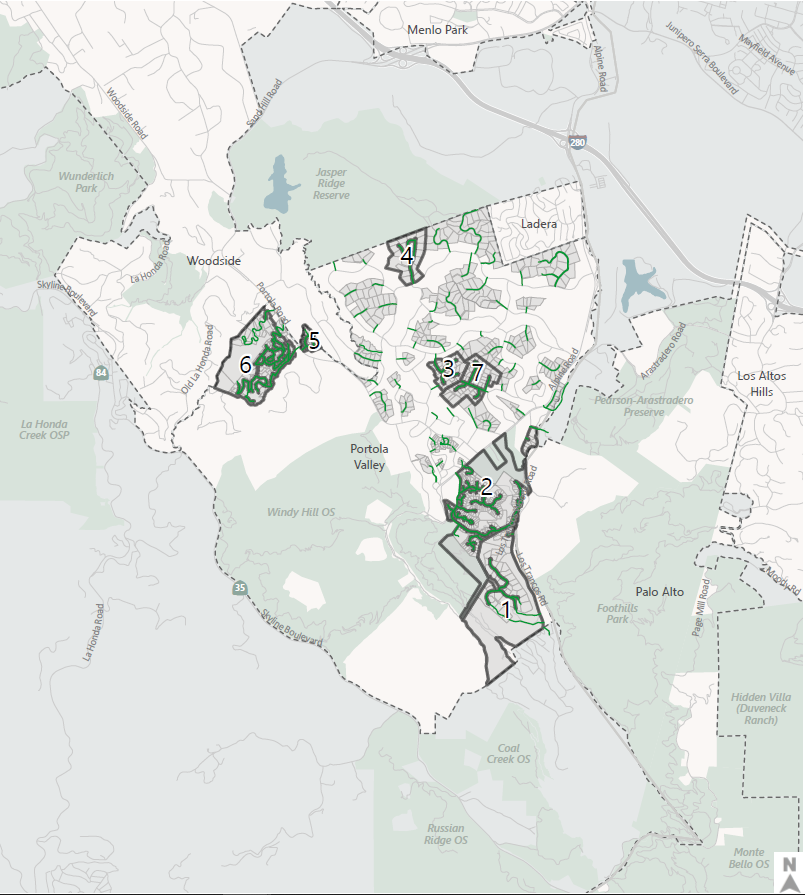 Menlo Park
Junipero Serra Boulevard
Mayfield Avenue
Alpine Road
Woodside Road
Sand Hill Road
280
Wunderlich
Park
Jasper
Ridge
Reserve
Ladera
4
Woodside
La Honda Road
Skyline Boulevard
Portola Road
5
6
Old La Honda Road
84
3
7
Alpine Road
Arastradero Road
Los Altos
Hills
Pearson-Arastradero
Preserve
La Honda
Creek OSP
Portola
Valley
2
Road
Windy Hill OS
Los T
Los Trancos Rd
Moody Rd
35
Palo Alto
Page Mill Road
1
Foothills
Park
La Honda Road
Skyline Boulevard
Hidden Villa
(Duveneck
Ranch)
Coal
Creek OS
Russian
Ridge OS
Monte
Bello OS
N